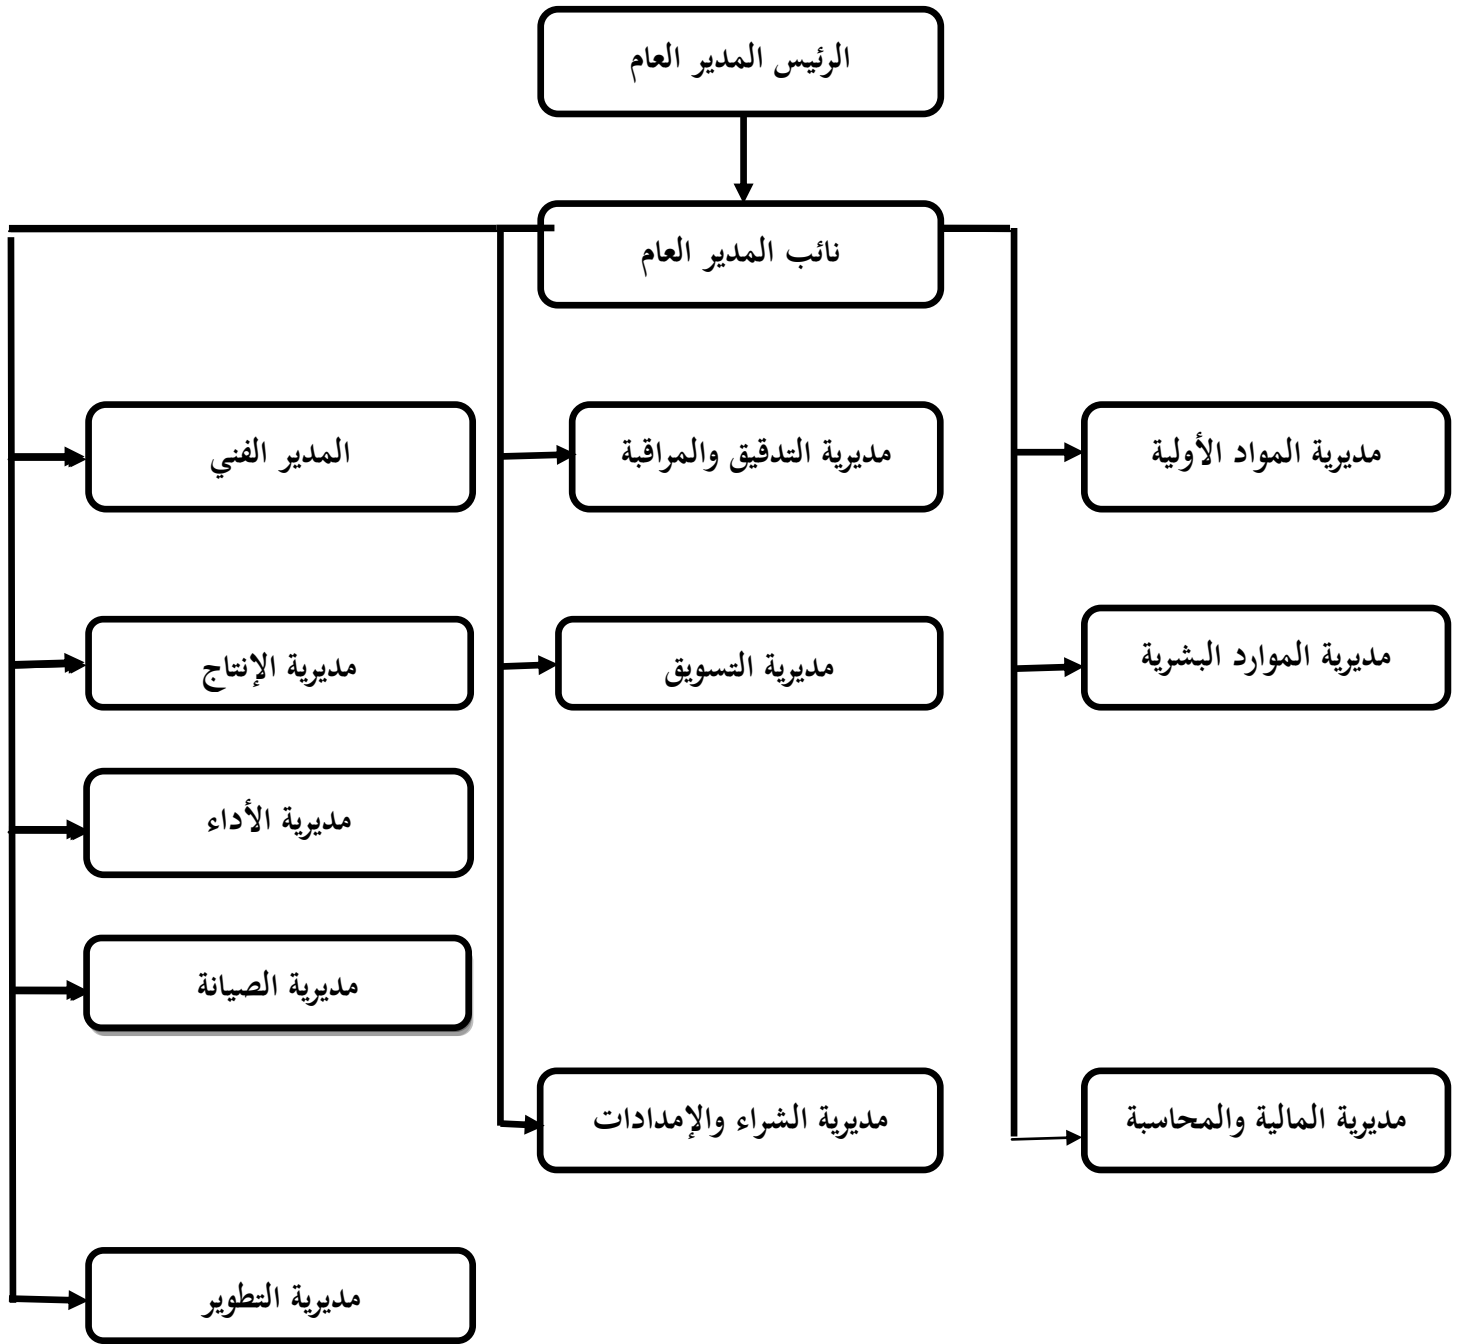 الرئيس المدير العام
نائب المدير العام
مديرية المواد الأولية
مديرية التدقيق والمراقبة
المدير الفني
مديرية الموارد البشرية
مديرية التسويق
مديرية الإنتاج
مديرية الأداء
مديرية الصيانة
مديرية المالية والمحاسبة
مديرية الشراء والإمدادات
مديرية التطوير